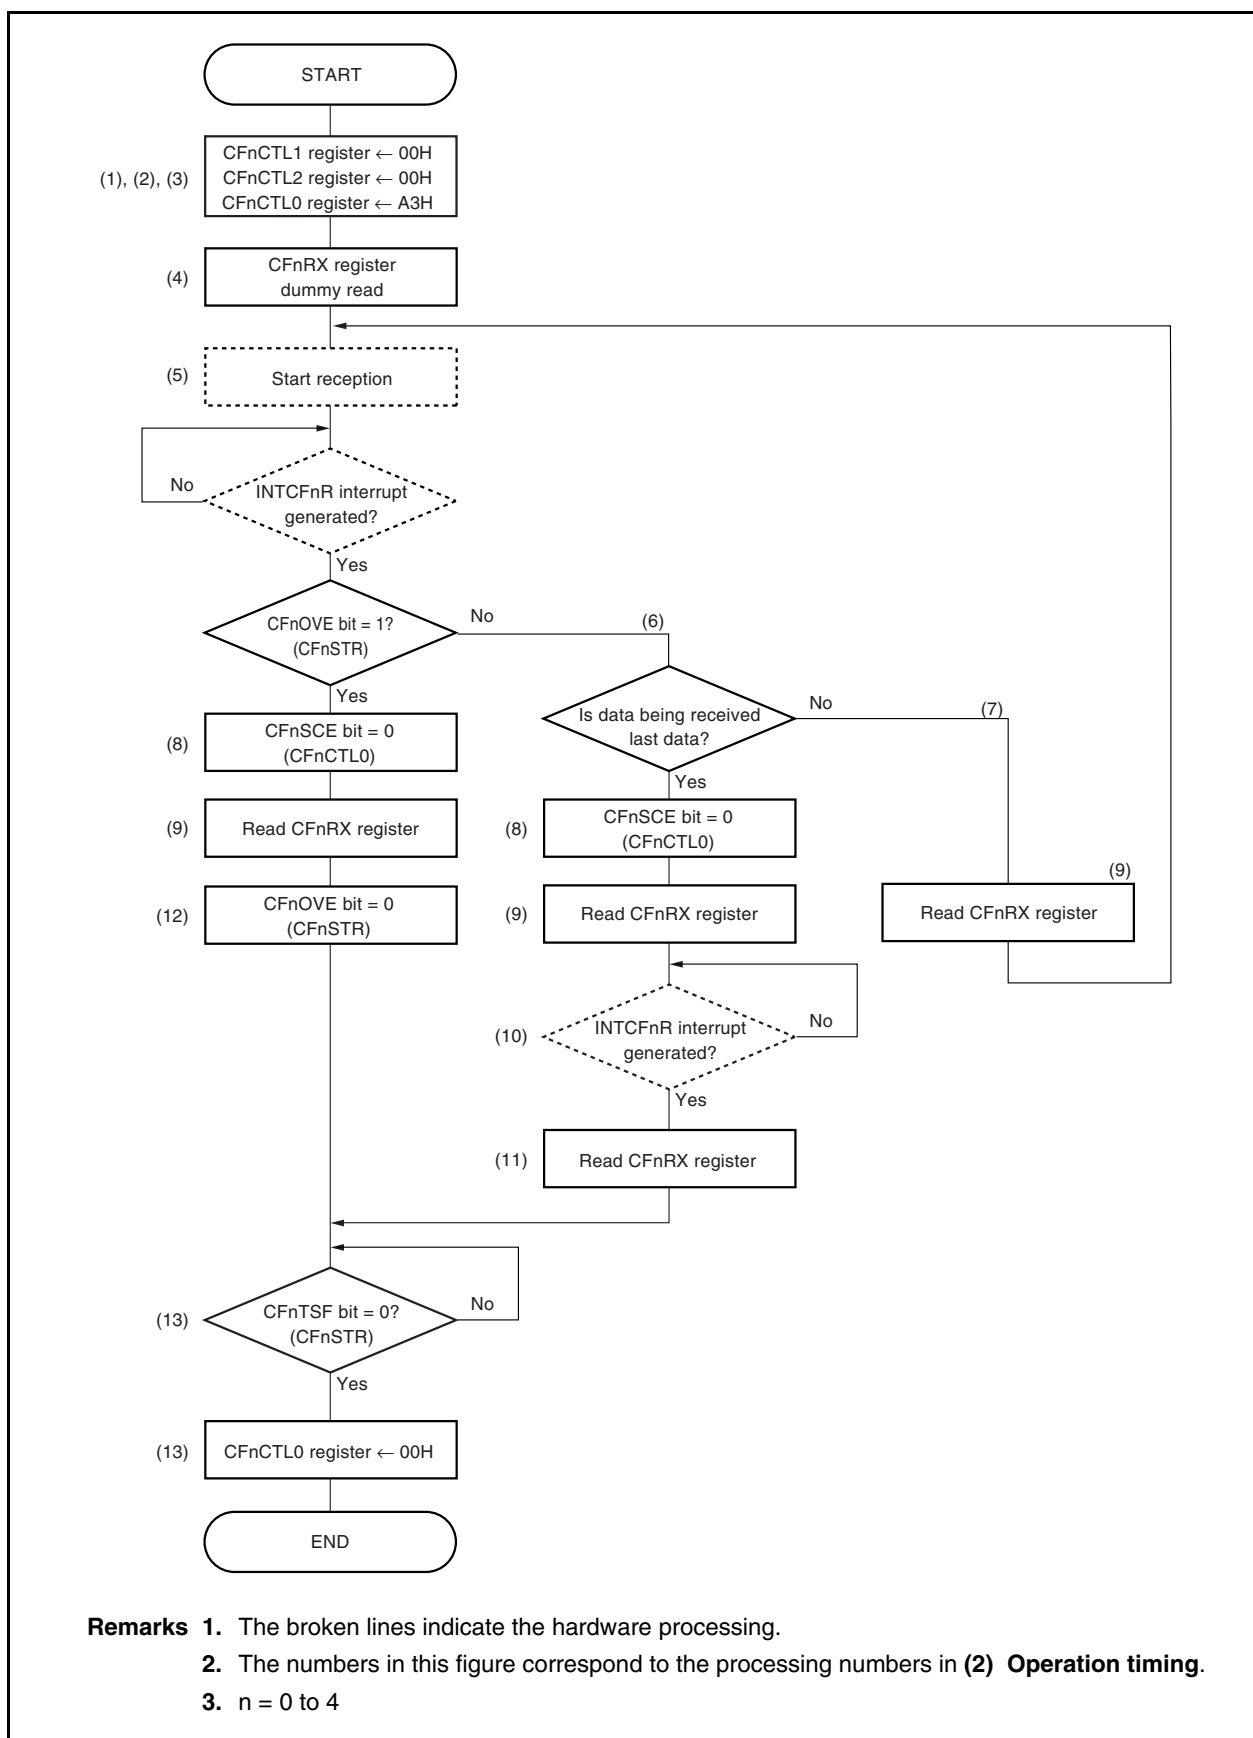 START
(1), (2), (3)
CFnCTL1 register ← 00H
CFnCTL2 register ← 00H
CFnCTL0 register ← A3H
(4)
CFnRX register
dummy read
(5)
Start reception
No
INTCFnR interrupt
generated?
Yes
CFnOVE bit = 1?
(CFnSTR)
No
(6)
Yes
Is data being received
last data?
No
(7)
Yes
(8)
CFnSCE bit = 0
(CFnCTL0)
(8)
CFnSCE bit = 0
(CFnCTL0)
(9)
Read CFnRX register
(9)
Read CFnRX register
(9)
Read CFnRX register
(12)
CFnOVE bit = 0
(CFnSTR)
(10)
INTCFnR interrupt
generated?
No
Yes
(11)
Read CFnRX register
(13)
CFnTSF bit = 0?
(CFnSTR)
No
Yes
(13)
CFnCTL0 register ← 00H
END
Remarks 1. The broken lines indicate the hardware processing.
2. The numbers in this figure correspond to the processing numbers in (2) Operation timing.
3. n = 0 to 4